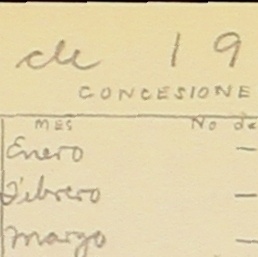 de 19
CONCESIONE
MES No de
Enero —
Febrero —
Marzo —